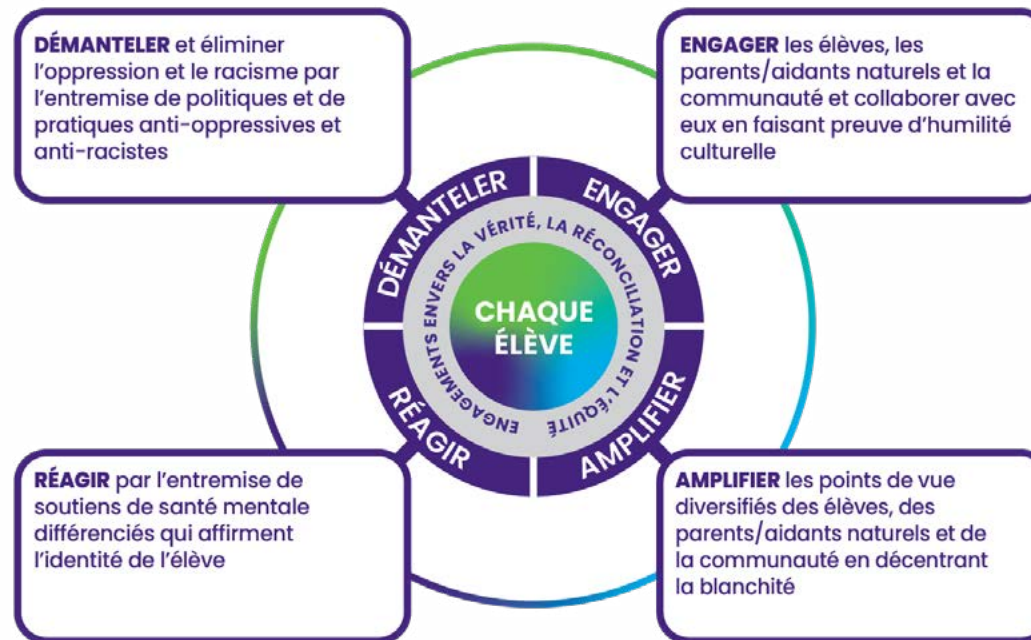 DÉMANTELER et éliminer
l'oppression et le racisme par
l'entremise de politiques et de
pratiques anti-oppressives et
anti-racistes
ENGAGER les élèves, les
parents/aidants naturels et la
communauté et collaborer avec
eux en faisant preuve d'humilité
culturelle
DÉMANTELER
ENGAGER
ENGAGEMENTS ENVERS LA VÉRITÉ, LA RÉCONCILIATION ET L'ÉQUITÉ
CHAQUE
ÉLÈVE
RÉAGIR
AMPLIFIER
RÉAGIR par l'entremise de
soutiens de santé mentale
différenciés qui affirment
l'identité de l'élève
AMPLIFIER les points de vue
diversifiés des élèves, des
parents/aidants naturels et de
la communauté en décentrant
la blanchité